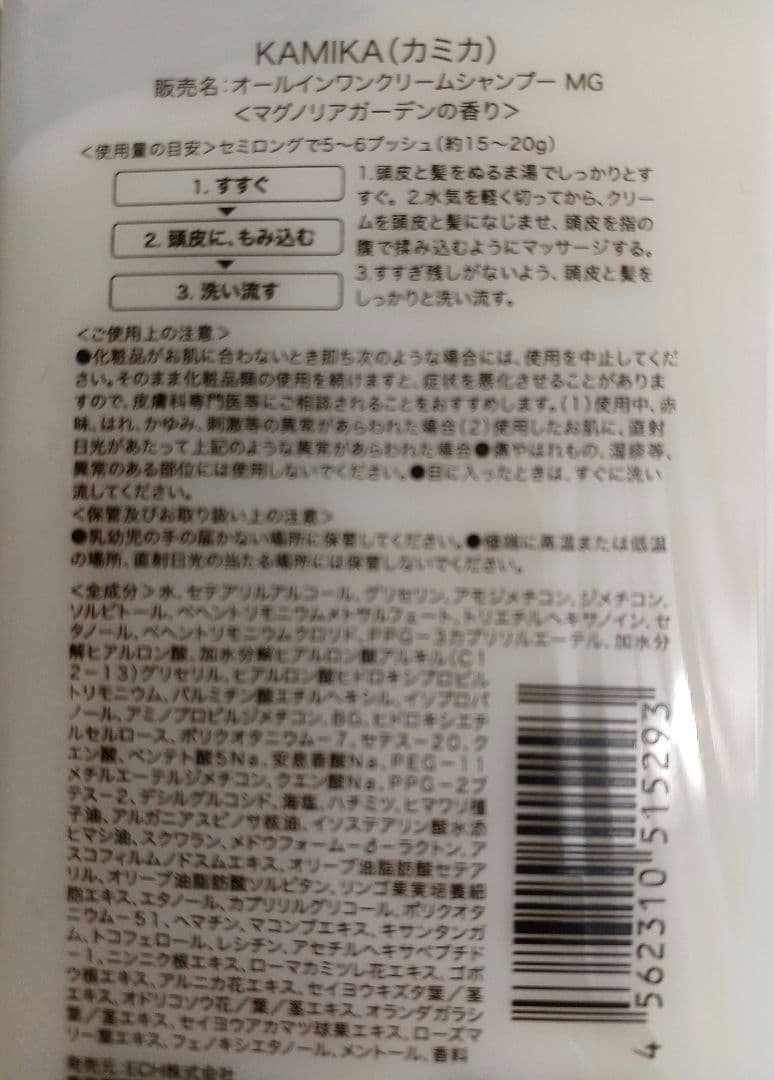 KAMIKA（カミカ）
販売名：オールインワンクリームシャンプー MG
＜マグノリアガーデンの香り＞
＜使用量の目安＞セミロングで5～6プッシュ（約15～20g）
1. すすぐ
2. 頭皮に、もみ込む
3. 洗い流す
1.頭皮と髪をぬるま湯でしっかりとす
すぐ。2.水気を軽く切ってから、クリー
ムを頭皮と髪になじませ、頭皮を指の
腹で揉み込むようにマッサージする。
3.すすぎ残しがないよう、頭皮と髪を
しっかりと洗い流す。
＜ご使用上の注意＞
●化粧品がお肌に合わないとき即ち次のような場合には、使用を中止してくだ
さい。そのまま化粧品類の使用を続けますと、症状を悪化させることがありま
すので、皮膚科専門医等にご相談されることをおすすめします。（1）使用中、赤
味、はれ、かゆみ、刺激等の異常があらわれた場合（2）使用したお肌に、直射
日光があたって上記のような異常があらわれた場合●傷やはれもの、湿疹等、
異常のある部位には使用しないでください。●目に入ったときは、すぐに洗い
流してください。
＜保管及びお取り扱い上の注意＞
●乳幼児の手の届かない場所に保管してください。●極端に高温または低温
の場所、直射日光の当たる場所には保管しないでください。
＜全成分＞水、セテアリルアルコール、グリセリン、アモジメチコン、ジメチコン、
ソルビトール、ベヘントリモニウムメトサルフェート、トリエチルヘキサノイン、セ
タノール、ベヘントリモニウムクロリド、PPG－3カプリリルエーテル、加水分
解ヒアルロン酸、加水分解ヒアルロン酸アルキル（C1
2－13）グリセリル、ヒアルロン酸ヒドロキシプロピル
トリモニウム、パルミチン酸エチルヘキシル、イソプロパ
ノール、アミノプロピルジメチコン、BG、ヒドロキシエチ
ルセルロース、ポリクオタニウム－7、セテス－20、ク
エン酸、ペンテト酸5Na、安息香酸Na、PEG－11
メチルエーテルジメチコン、クエン酸Na、PPG－2ブ
テス－2、デシルグルコシド、海塩、ハチミツ、ヒマワリ種
子油、アルガニアスピノサ核油、イソステアリン酸水添
ヒマシ油、スクワラン、メドウフォーム－δ－ラクトン、ア
スコフィルムノドスムエキス、オリーブ油脂肪酸セテア
リル、オリーブ油脂肪酸ソルビタン、リンゴ果実培養細
胞エキス、エタノール、カプリリルグリコール、ポリクオタ
ニウム－51、ヘマチン、マコンブエキス、キサンタンガ
ム、トコフェロール、レシチン、アセチルヘキサペプチド
－1、ニンニク根エキス、ローマカミツレ花エキス、ゴボ
ウ根エキス、アルニカ花エキス、セイヨウキズタ葉／茎
エキス、オドリコソウ花／葉／茎エキス、オランダガラシ
葉／茎エキス、セイヨウアカマツ球果エキス、ローズマ
リー葉エキス、フェノキシエタノール、メントール、香料
発売元：ECH株式会社
4 562310 515293